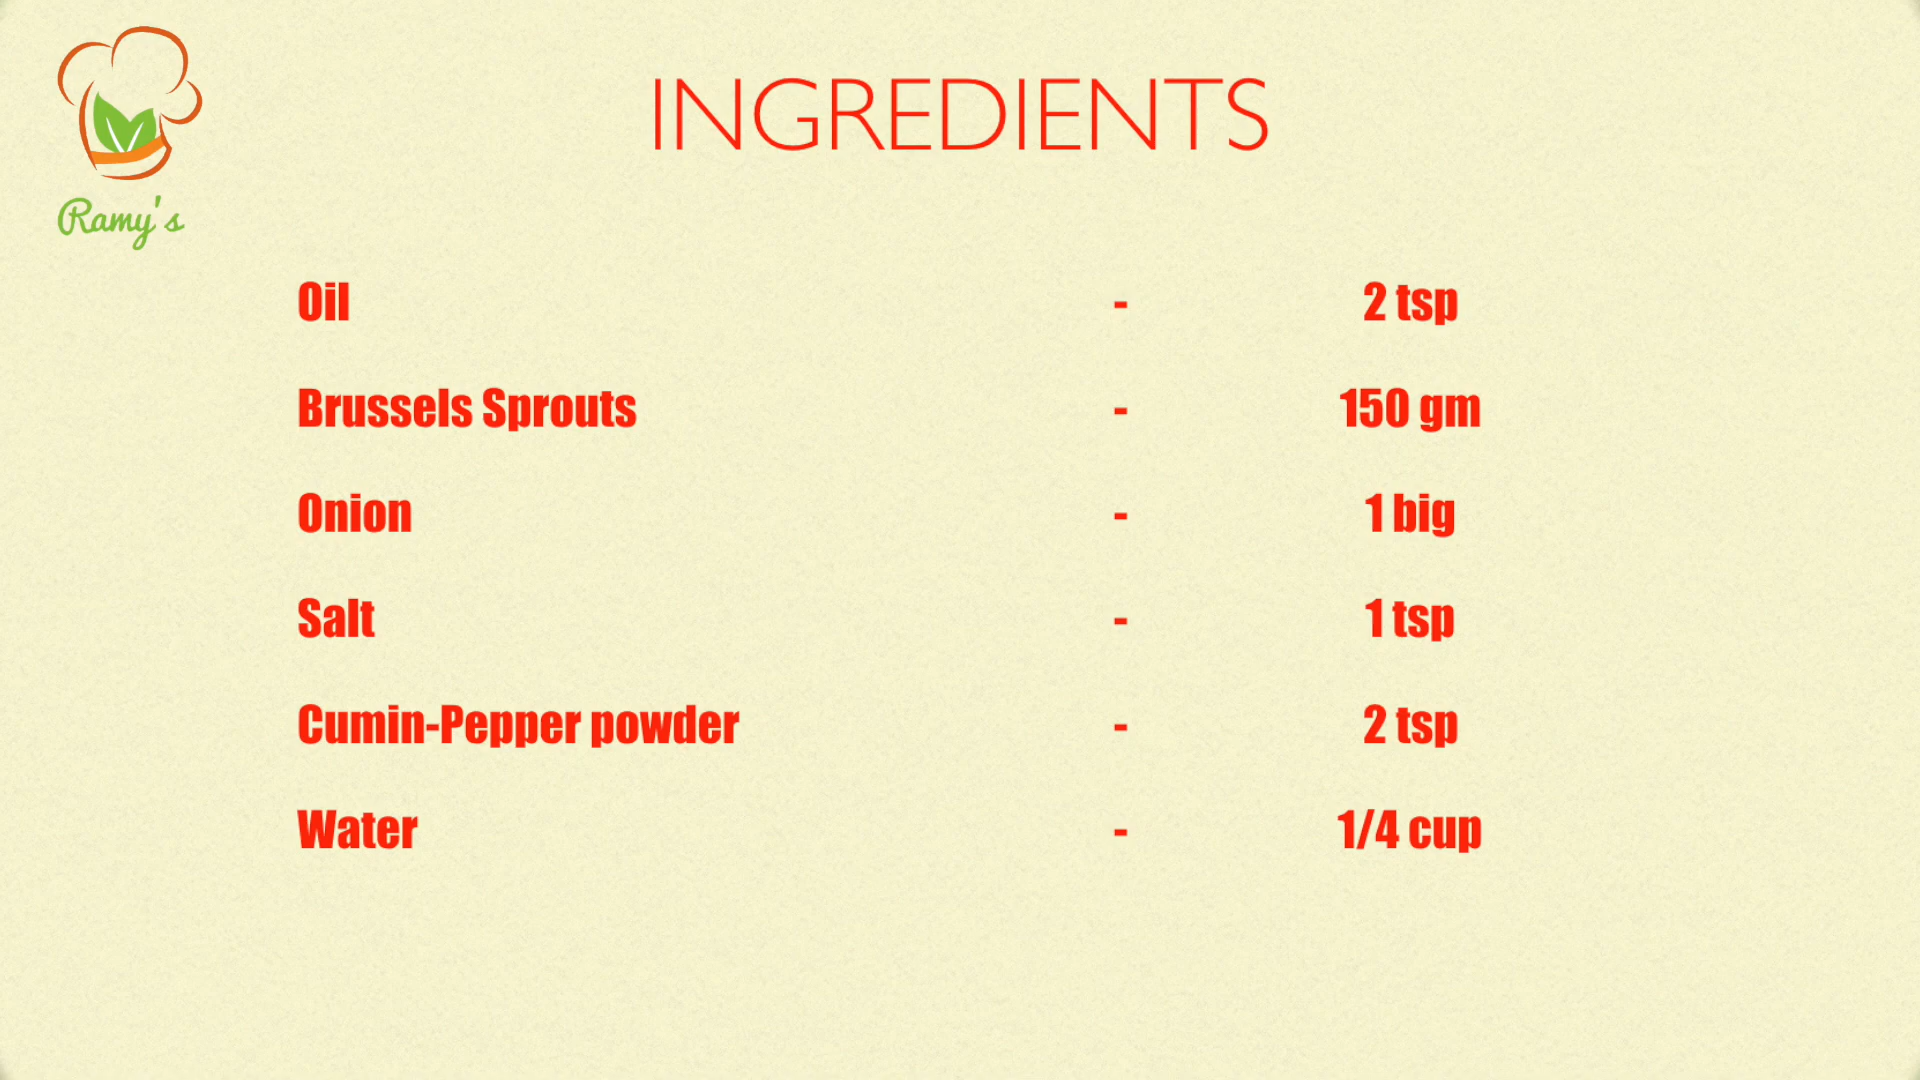 Ramy's
INGREDIENTS
Oil - 2 tsp
Brussels Sprouts - 150 gm
Onion - 1 big
Salt - 1 tsp
Cumin-Pepper powder - 2 tsp
Water - 1/4 cup